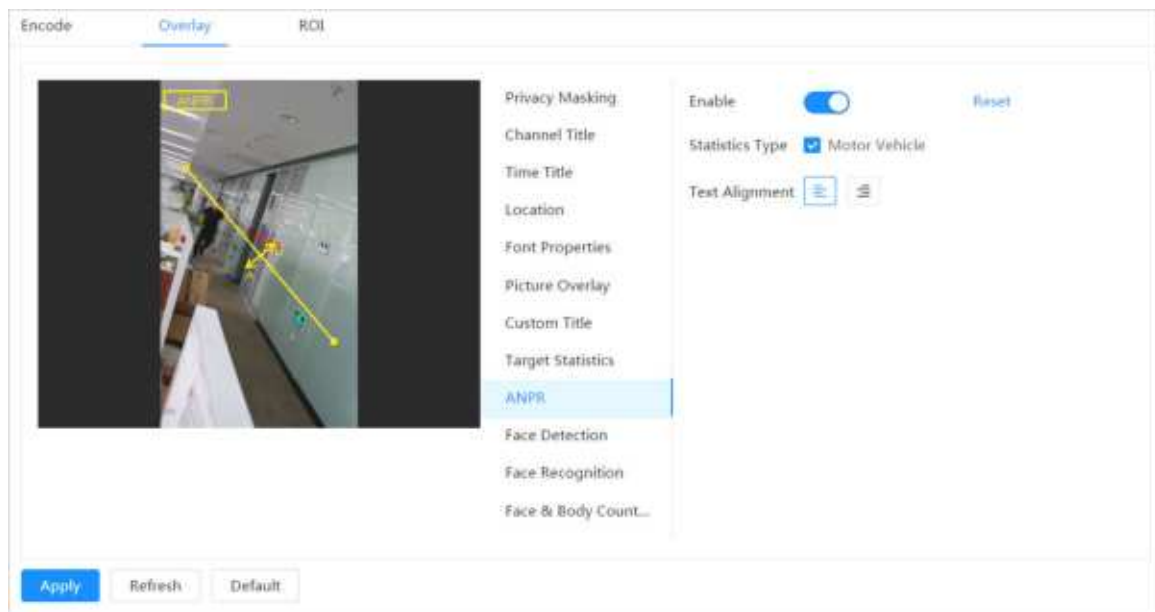 Encode Overlay ROI
ANPR
Privacy Masking
Channel Title
Time Title
Location
Font Properties
Picture Overlay
Custom Title
Target Statistics
ANPR
Face Detection
Face Recognition
Face & Body Count...
Enable Reset
Statistics Type Motor Vehicle
Text Alignment
Apply Refresh Default